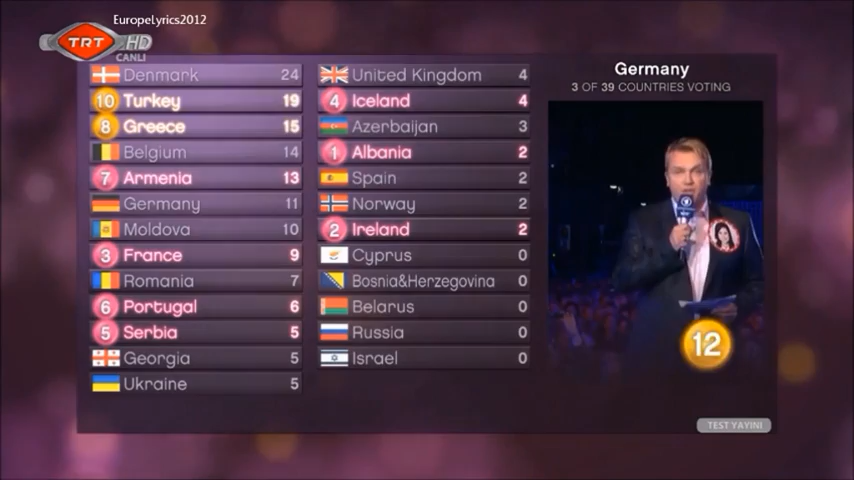 EuropeLyrics2012
TRT HD
CANLI
Denmark 24
10 Turkey 19
8 Greece 15
Belgium 14
7 Armenia 13
Germany 11
Moldova 10
3 France 9
Romania 7
6 Portugal 6
5 Serbia 5
Georgia 5
Ukraine 5
United Kingdom 4
4 Iceland 4
Azerbaijan 3
1 Albania 2
Spain 2
Norway 2
2 Ireland 2
Cyprus 0
Bosnia&Herzegovina 0
Belarus 0
Russia 0
Israel 0
Germany
3 OF 39 COUNTRIES VOTING
12
TEST YAYINI